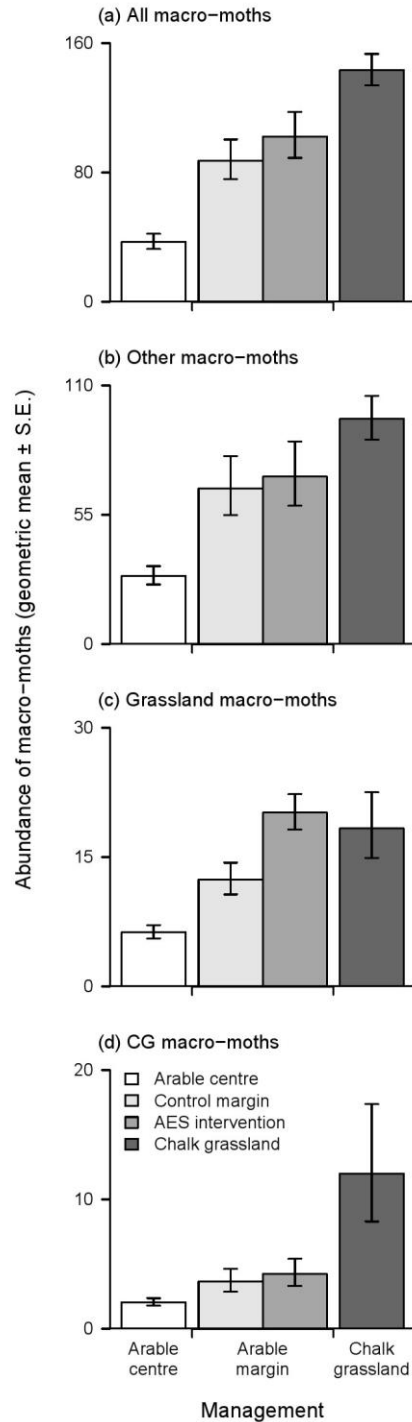 (a) All macro−moths
160
80
0
(b) Other macro−moths
110
55
0
(c) Grassland macro−moths
30
15
0
(d) CG macro−moths
20
10
0
Arable centre
Control margin
AES intervention
Chalk grassland
Arable
centre
Arable
margin
Chalk
grassland
Management
Abundance of macro−moths (geometric mean ± S.E.)